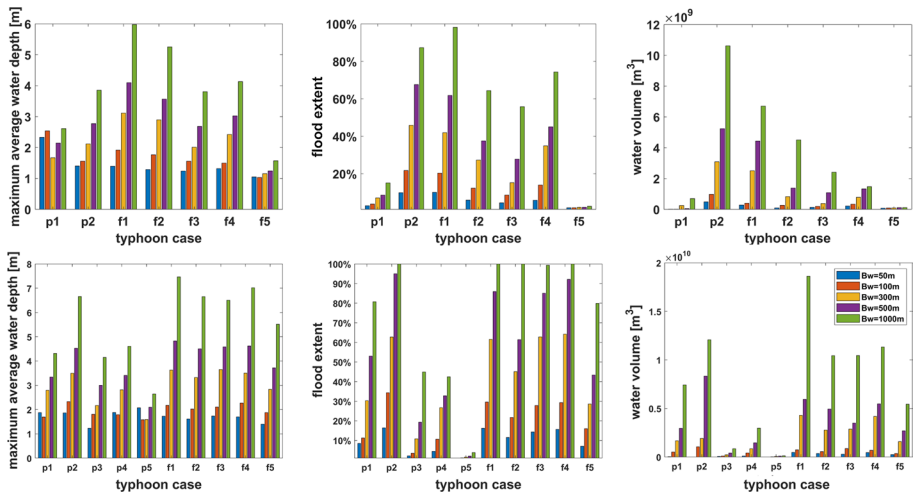 maximum average water depth [m]
6
5
4
3
2
1
0
p1 p2 f1 f2 f3 f4 f5
typhoon case
flood extent
100%
80%
60%
40%
20%
p1 p2 f1 f2 f3 f4 f5
typhoon case
water volume [m³]
×10⁹
12
10
8
6
4
2
0
p1 p2 f1 f2 f3 f4 f5
typhoon case
maximum average water depth [m]
8
7
6
5
4
3
2
1
0
p1 p2 p3 p4 p5 f1 f2 f3 f4 f5
typhoon case
flood extent
100%
90%
80%
70%
60%
50%
40%
30%
20%
10%
p1 p2 p3 p4 p5 f1 f2 f3 f4 f5
typhoon case
water volume [m³]
×10¹⁰
2
1.5
1
0.5
0
p1 p2 p3 p4 p5 f1 f2 f3 f4 f5
typhoon case
Bw=50m
Bw=100m
Bw=300m
Bw=500m
Bw=1000m